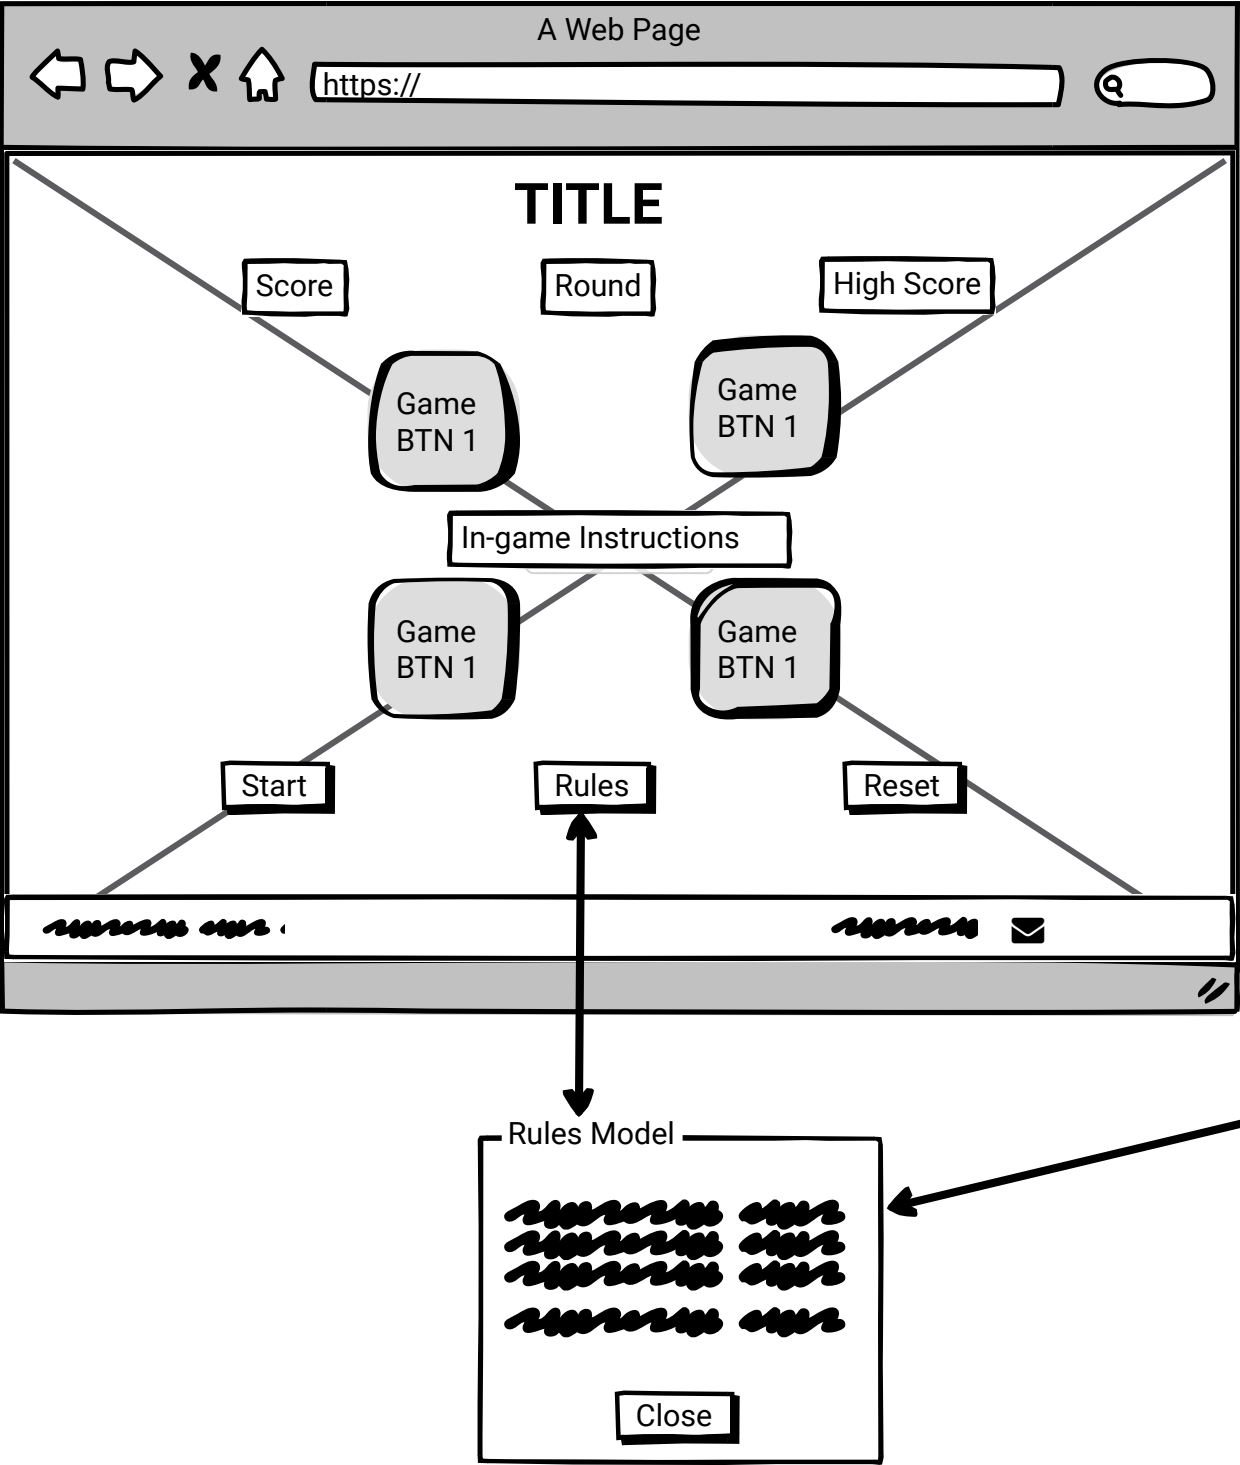 A Web Page
https://
TITLE
Score
Round
High Score
Game
BTN 1
Game
BTN 1
In-game Instructions
Game
BTN 1
Game
BTN 1
Start
Rules
Reset
Rules Model
Close